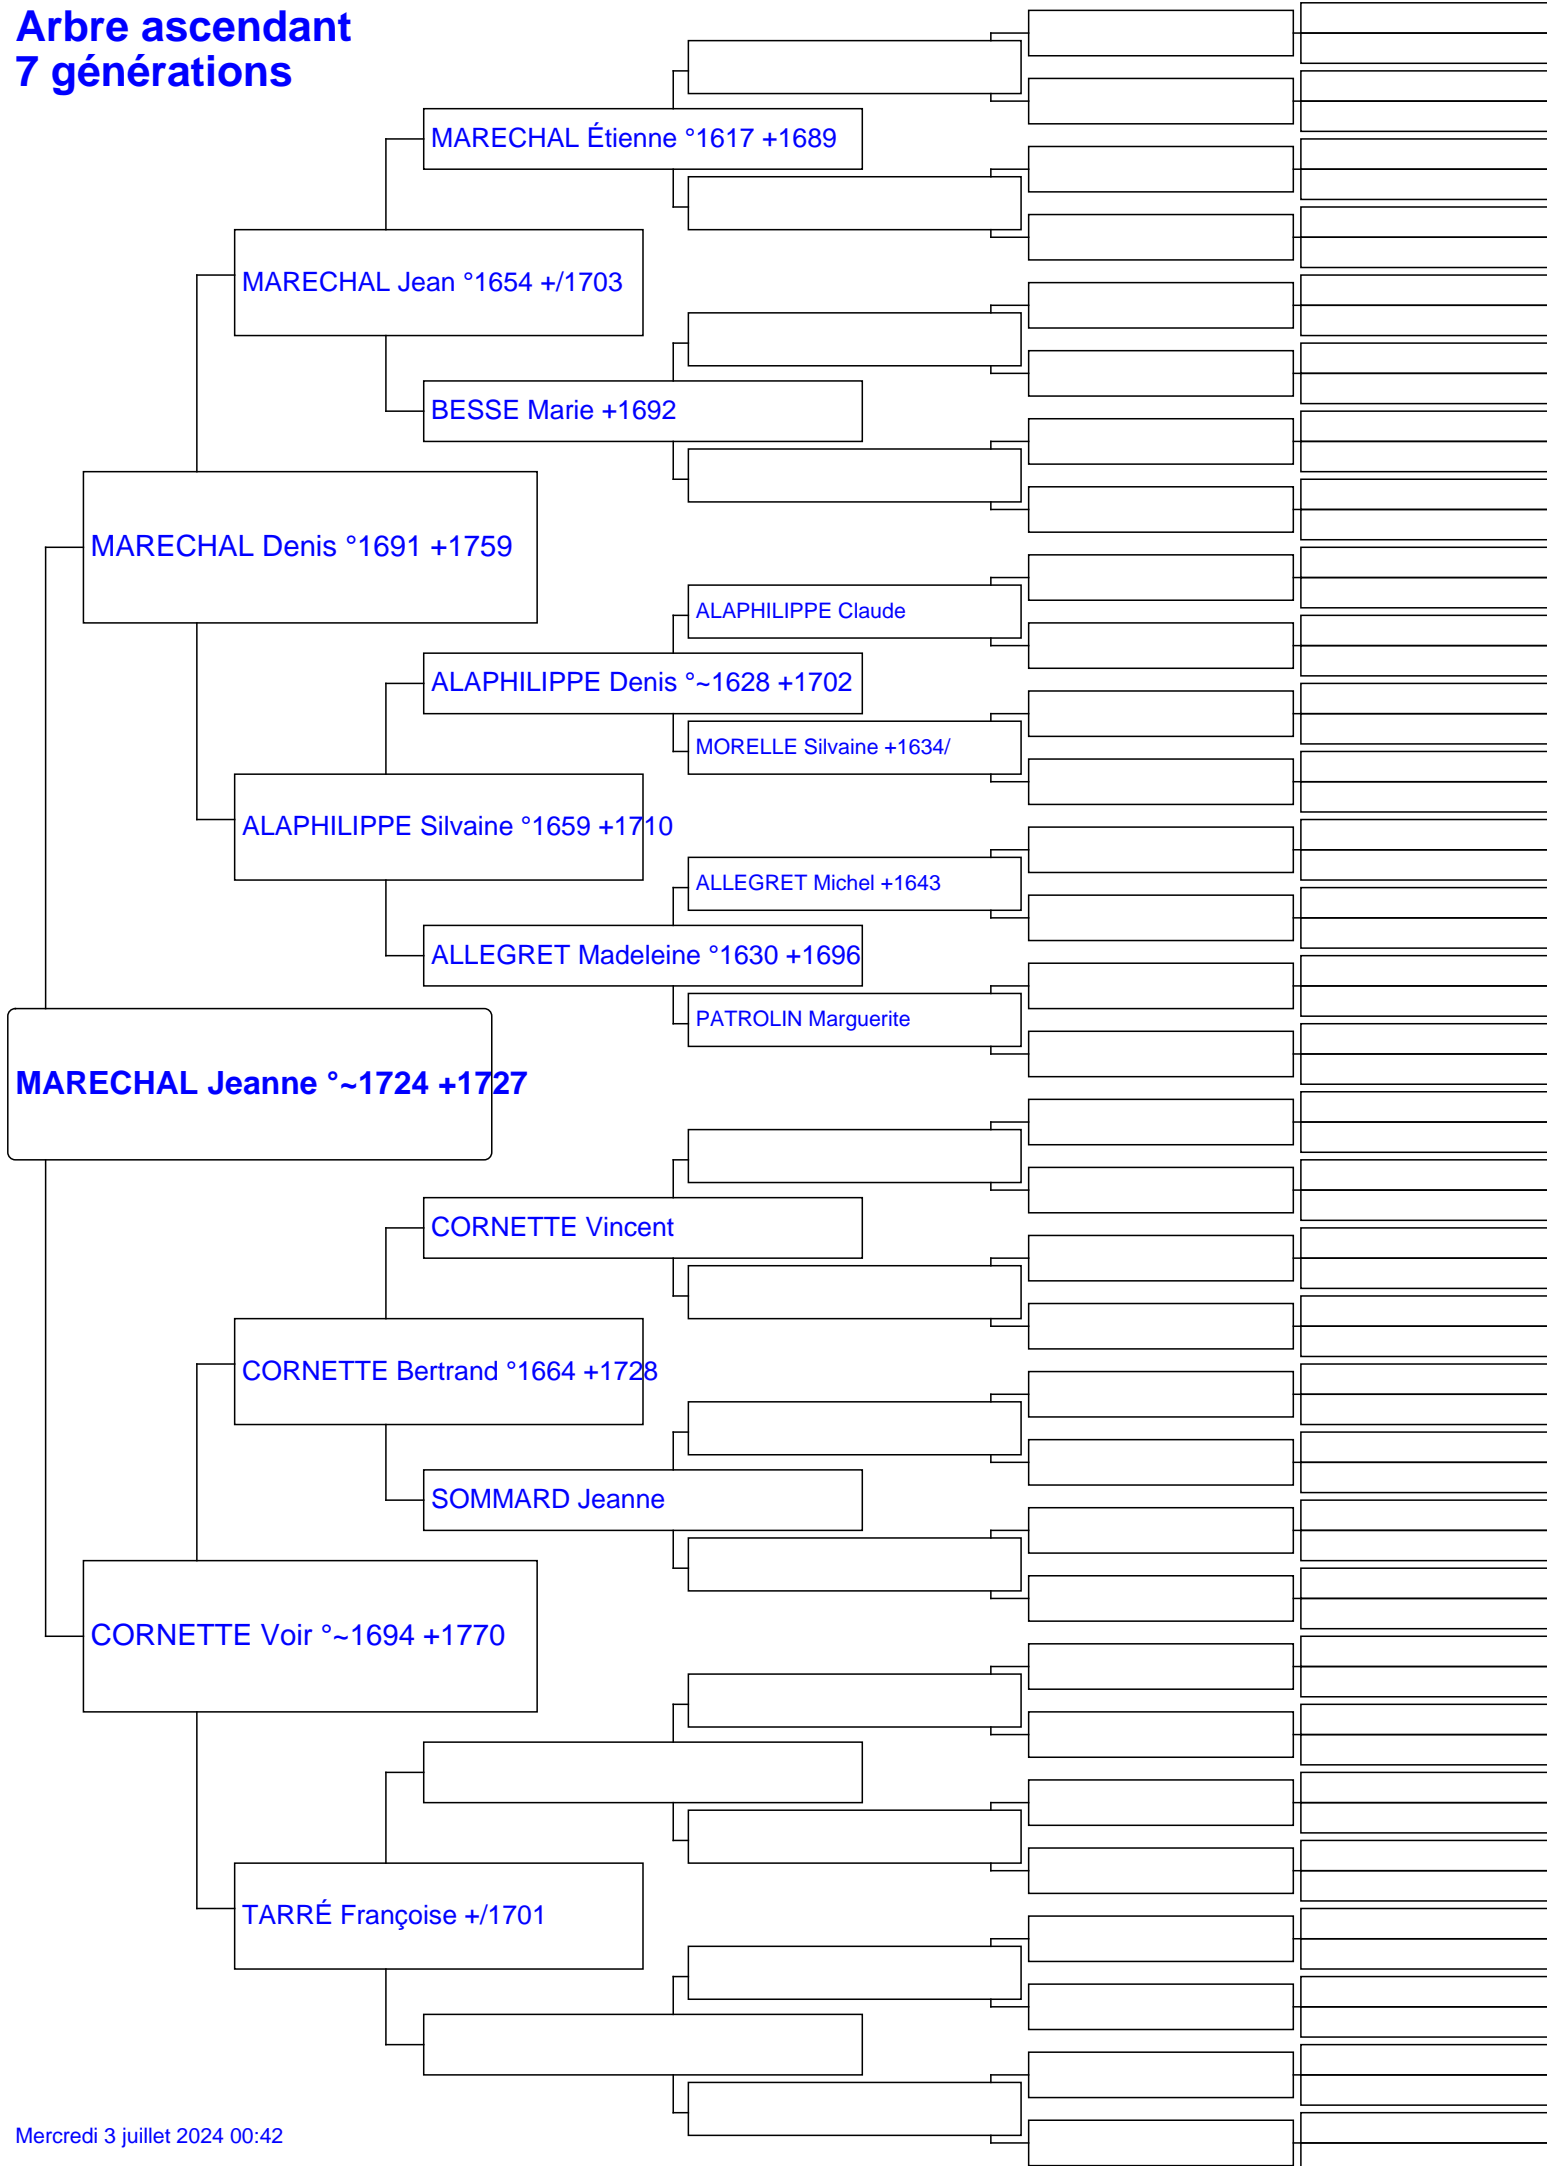 Arbre ascendant
7 générations
MARECHAL Étienne °1617 +1689
MARECHAL Jean °1654 +/1703
BESSE Marie +1692
MARECHAL Denis °1691 +1759
ALAPHILIPPE Claude
ALAPHILIPPE Denis °~1628 +1702
MORELLE Silvaine +1634/
ALAPHILIPPE Silvaine °1659 +1710
ALLEGRET Michel +1643
ALLEGRET Madeleine °1630 +1696
PATROLIN Marguerite
MARECHAL Jeanne °~1724 +1727
CORNETTE Vincent
CORNETTE Bertrand °1664 +1728
SOMMARD Jeanne
CORNETTE Voir °~1694 +1770
TARRÉ Françoise +/1701
Mercredi 3 juillet 2024 00:42